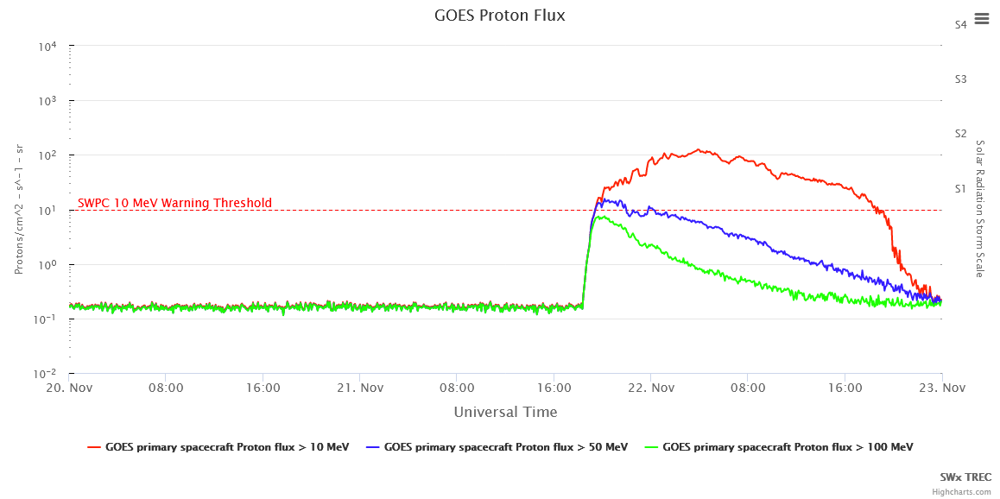 GOES Proton Flux
S4
10⁴
S3
10³
S2
10²
S1
SWPC 10 MeV Warning Threshold
10¹
10⁰
10⁻¹
10⁻²
Protons/cm^2 - s^-1 - sr
Solar Radiation Storm Scale
20. Nov 08:00 16:00 21. Nov 08:00 16:00 22. Nov 08:00 16:00 23. Nov
Universal Time
GOES primary spacecraft Proton flux > 10 MeV GOES primary spacecraft Proton flux > 50 MeV GOES primary spacecraft Proton flux > 100 MeV
SWx TREC
Highcharts.com